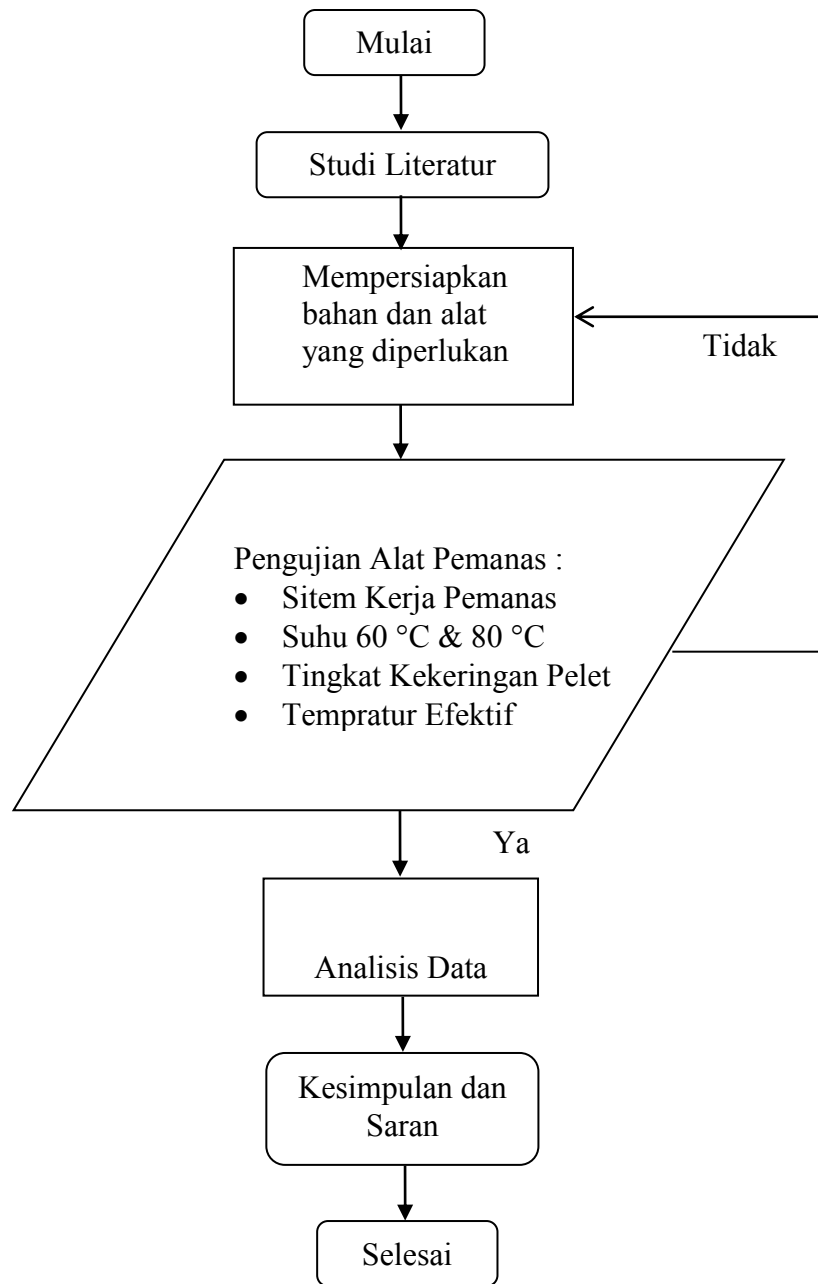 Mulai
Studi Literatur
Mempersiapkan
bahan dan alat
yang diperlukan
Tidak
Pengujian Alat Pemanas :
• Sitem Kerja Pemanas
• Suhu 60 °C & 80 °C
• Tingkat Kekeringan Pelet
• Tempratur Efektif
Ya
Analisis Data
Kesimpulan dan
Saran
Selesai